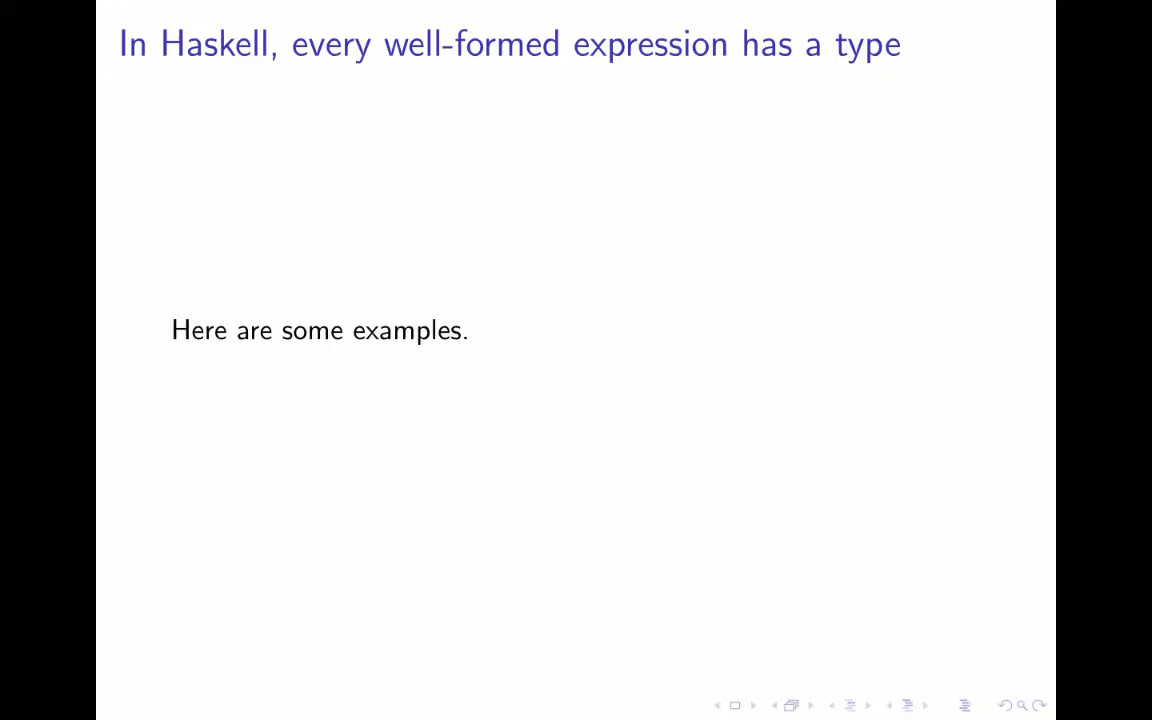 In Haskell, every well-formed expression has a type
Here are some examples.